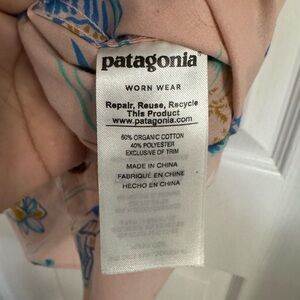 patagonia
WORN WEAR
Repair, Reuse, Recycle
This Product
www.patagonia.com
60% ORGANIC COTTON
40% POLYESTER
EXCLUSIVE OF TRIM
MADE IN CHINA
FABRIQUÉ EN CHINE
HECHO EN CHINA